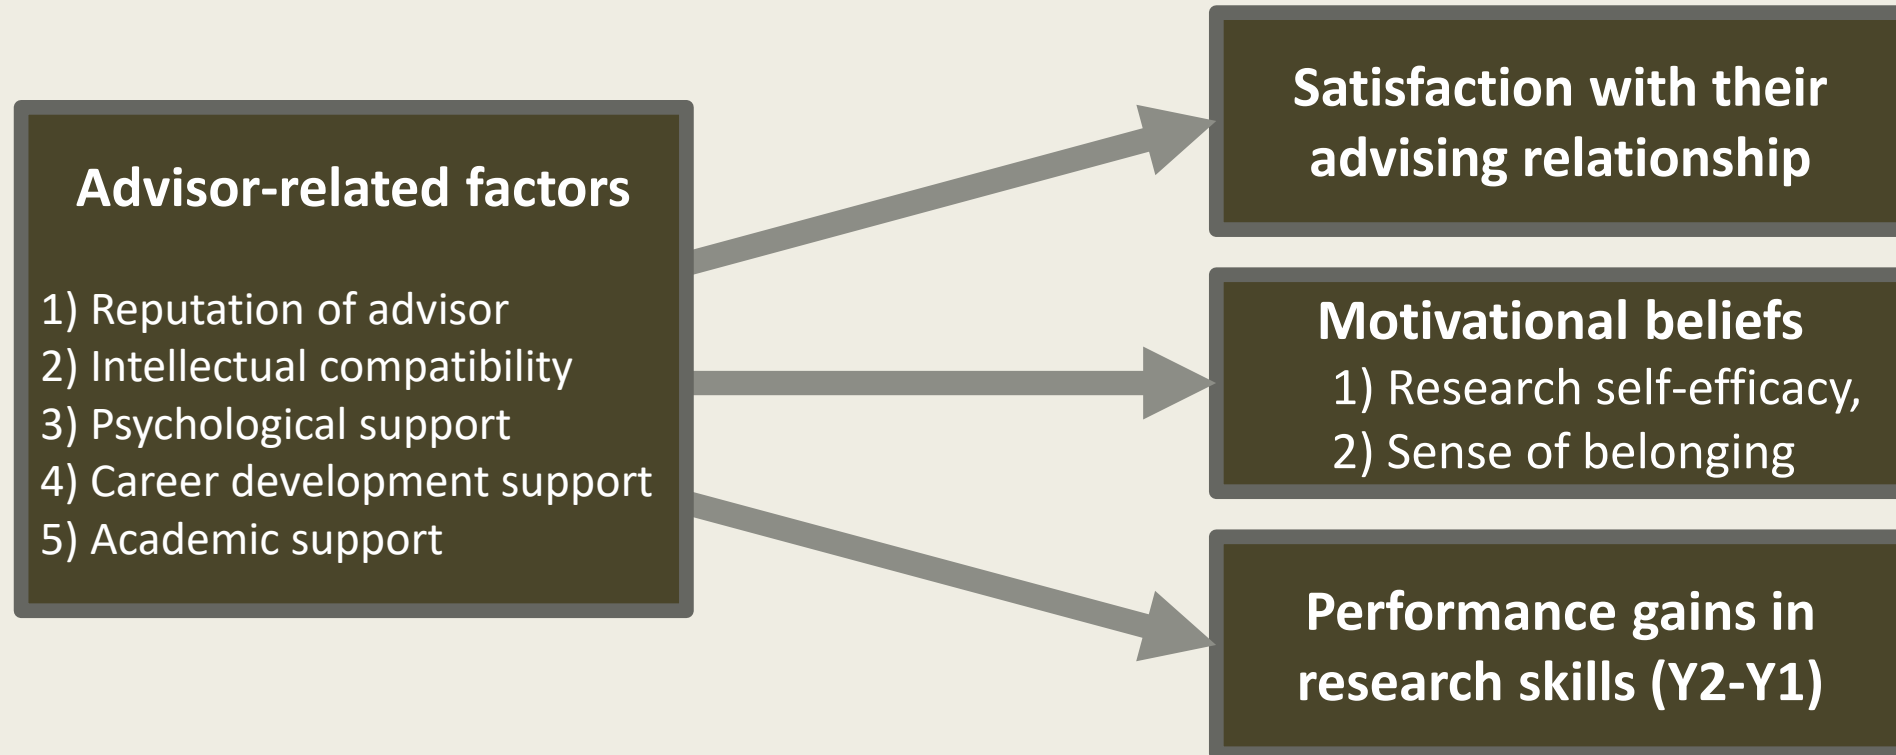 Advisor-related factors
1) Reputation of advisor
2) Intellectual compatibility
3) Psychological support
4) Career development support
5) Academic support
Satisfaction with their
advising relationship
Motivational beliefs
1) Research self-efficacy,
2) Sense of belonging
Performance gains in
research skills (Y2-Y1)